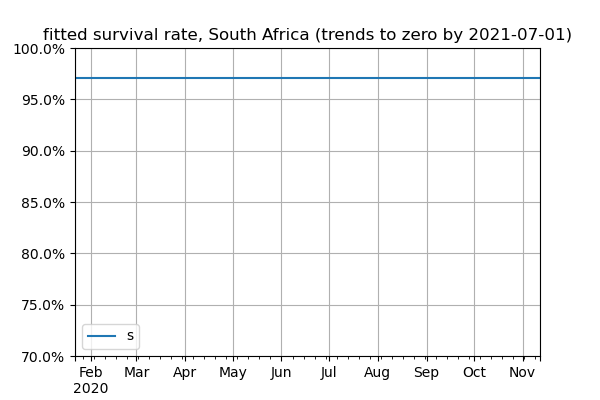 fitted survival rate, South Africa (trends to zero by 2021-07-01)
100.0%
95.0%
90.0%
85.0%
80.0%
75.0%
70.0%
s
Feb Mar Apr May Jun Jul Aug Sep Oct Nov
2020